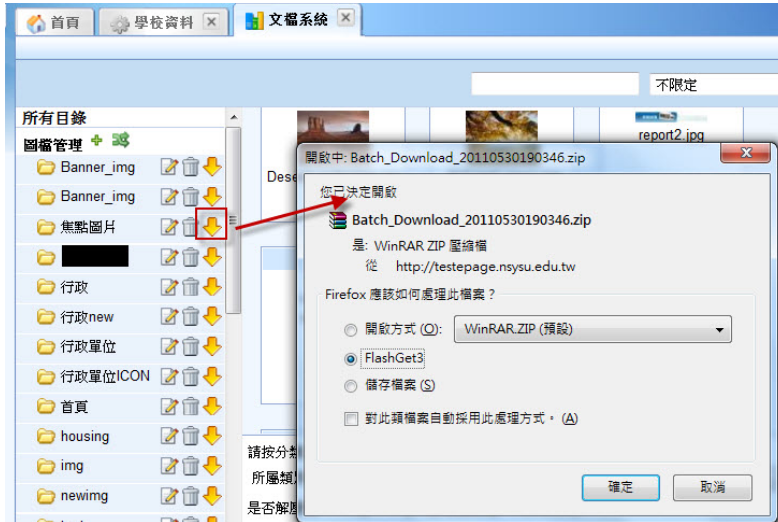 首頁
學校資料
文檔系統
不限定
所有目錄
圖檔管理
Banner_img
Banner_img
焦點圖片
行政
行政new
行政單位
行政單位ICON
首頁
housing
img
newimg
Dese
report2.jpg
開啟中: Batch_Download_20110530190346.zip
您已決定開啟
Batch_Download_20110530190346.zip
是: WinRAR ZIP 壓縮檔
從 http://testepage.nsysu.edu.tw
Firefox 應該如何處理此檔案？
開啟方式(O): WinRAR.ZIP (預設)
FlashGet3
儲存檔案(S)
對此類檔案自動採用此處理方式。(A)
確定
取消
請按分
所屬類
是否解